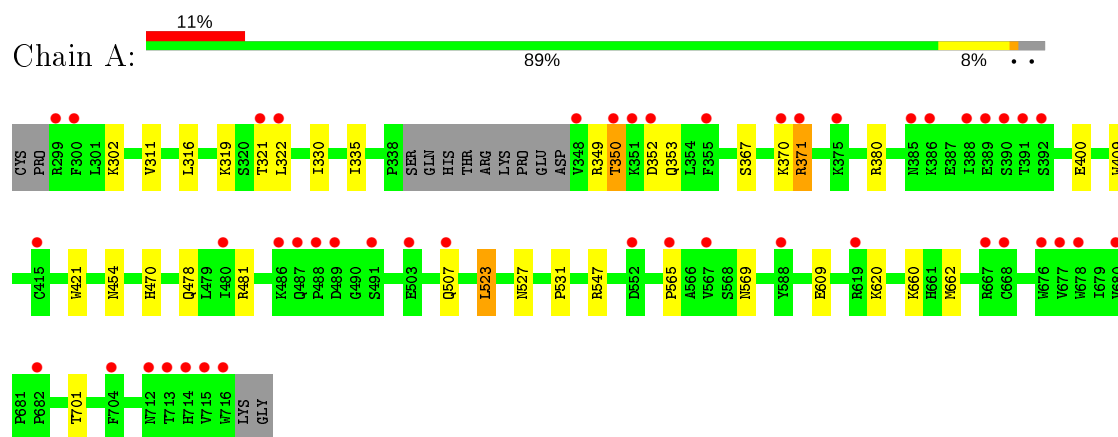 11%
Chain A:
89% 8% • •
CYS PRO R299 F300 L301 K302 V311 L316 K319 S320 T321 L322 I330 I335 P338 SER GLN HIS THR ARG LYS PRO GLU ASP V348 R349 T350 K351 D352 Q353 L354 F355 S367 K370 R371 K375 R380 N385 K386 E387 I388 E389 S390 T391 S392 E400 W409
C415 W421 N454 H470 Q478 L479 I480 R481 K486 Q487 P488 D489 G490 S491 E503 Q507 L523 N527 P531 R547 D552 P565 A566 V567 S568 N569 Y588 E609 R619 K620 K660 H661 M662 R667 C668 W676 V677 W678 I679
P681 P682 T701 F704 N712 T713 H714 V715 W716 LYS GLY